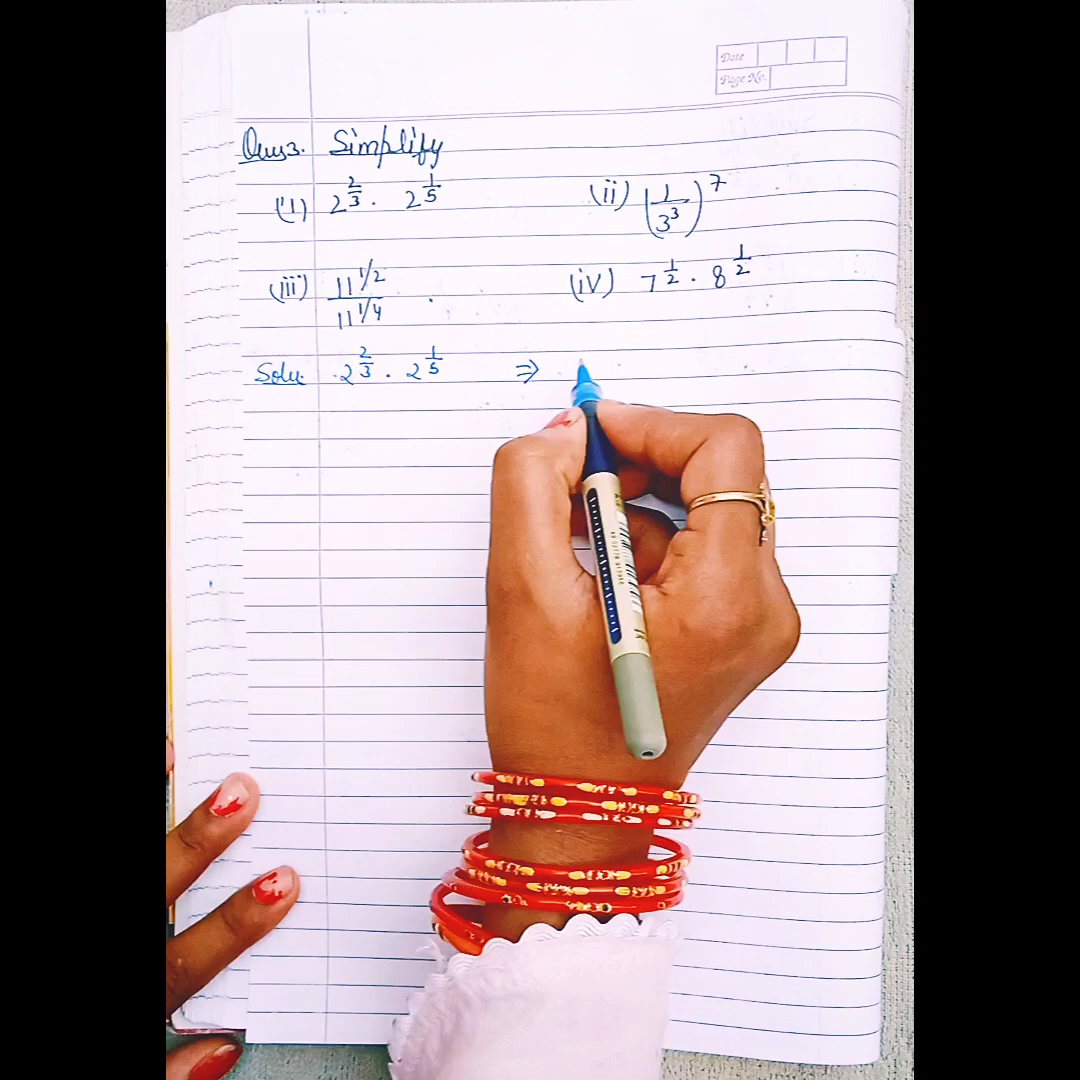 Date
Page No.
Ques3. Simplify
(i) 2^(2/3) . 2^(1/5) (ii) (1/3^3)^7
(iii) 11^(1/2) / 11^(1/4) . (iv) 7^(1/2) . 8^(1/2)
Solu. 2^(2/3) . 2^(1/5) ⇒